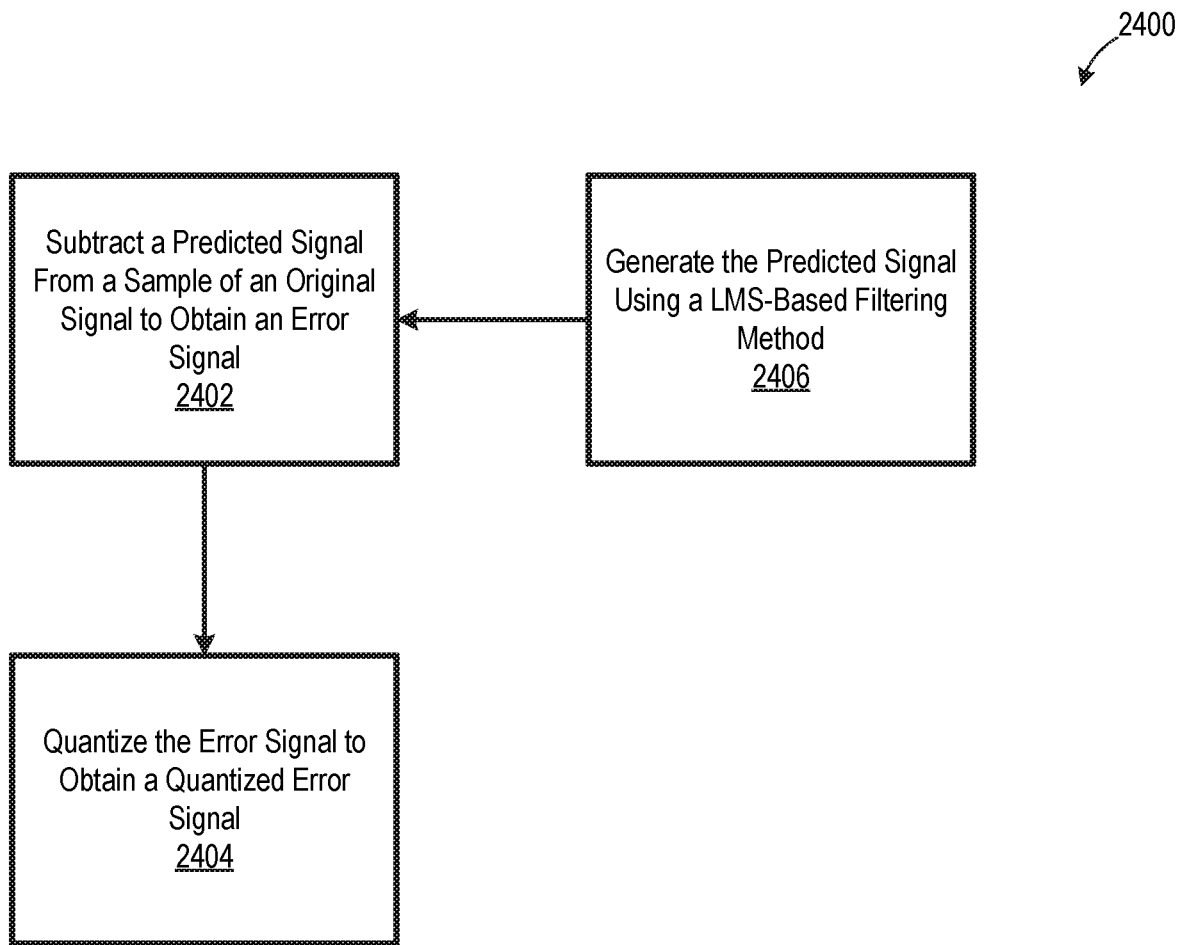 2400
Subtract a Predicted Signal
From a Sample of an Original
Signal to Obtain an Error
Signal
2402
Generate the Predicted Signal
Using a LMS-Based Filtering
Method
2406
Quantize the Error Signal to
Obtain a Quantized Error
Signal
2404